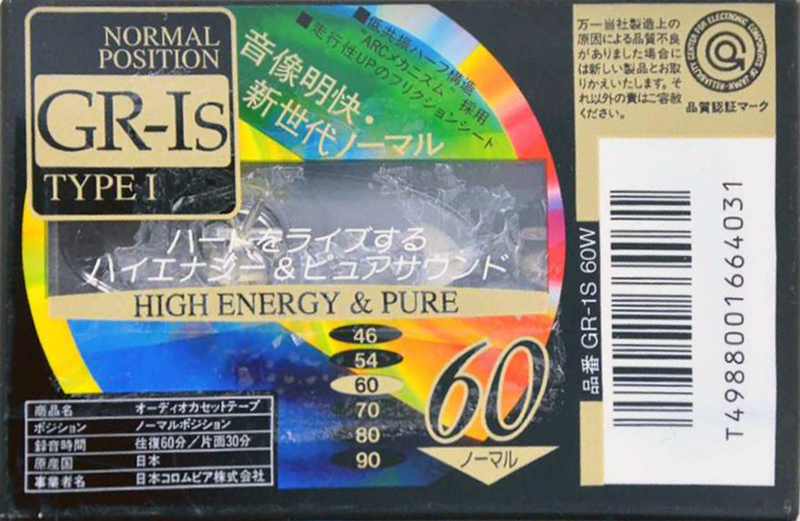 NORMAL
POSITION
GR-Is
TYPE I
■低共振ハーフ構造
"ARCメカニズム"採用
■走行性UPのフリクションシート
音像明快・
新世代ノーマル
ハートをライブする
ハイエナジー&ピュアサウンド
HIGH ENERGY & PURE
46
54
60
70
80
90
60
ノーマル
商品名 オーディオカセットテープ
ポジション ノーマルポジション
録音時間 往復60分/片面30分
原産国 日本
事業者名 日本コロムビア株式会社
万一当社製造上の
原因による品質不良
がありました場合に
は新しい製品とお取
りかえいたします。そ
れ以外の責はご容赦
ください。
RELIABILITY CENTER FOR ELECTRONIC COMPONENTS OF JAPAN
品質認証マーク
品番 GR-1S 60W
T4988001664031